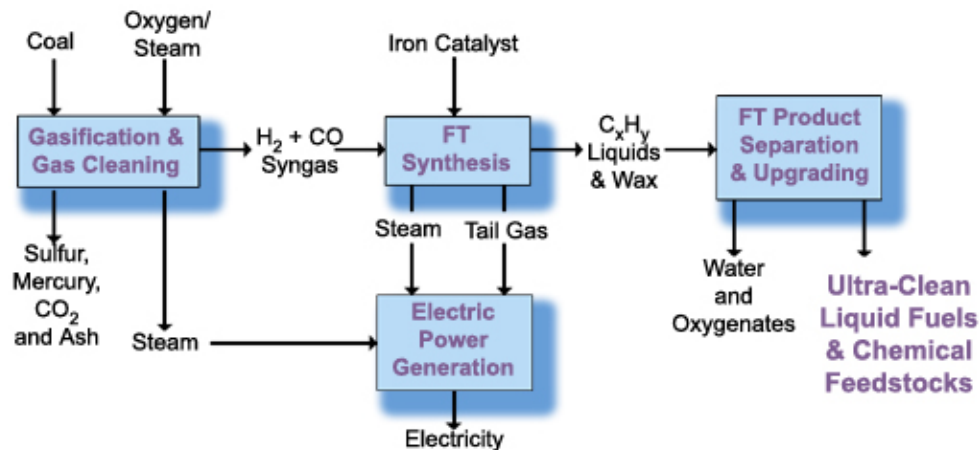 Coal
Oxygen/
Steam
Iron Catalyst
Gasification &
Gas Cleaning
H₂ + CO
Syngas
FT
Synthesis
CₓHᵧ
Liquids
& Wax
FT Product
Separation
& Upgrading
Sulfur,
Mercury,
CO₂
and Ash
Steam
Steam
Tail Gas
Electric
Power
Generation
Electricity
Water
and
Oxygenates
Ultra-Clean
Liquid Fuels
& Chemical
Feedstocks